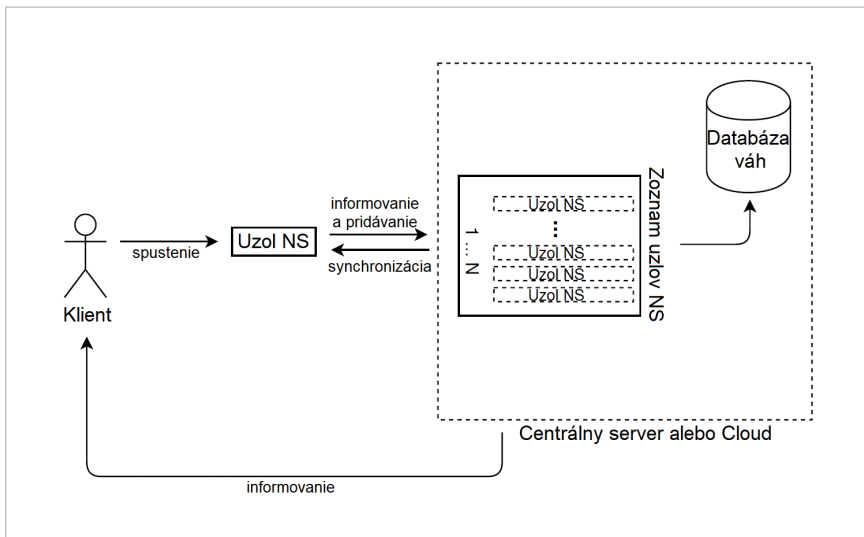 Databáza
váh
Zoznam uzlov NS
1 ... N
Uzol NS
...
Uzol NS
Uzol NS
Uzol NS
informovanie
a pridávanie
synchronizácia
Uzol NS
spustenie
Klient
Centrálny server alebo Cloud
informovanie